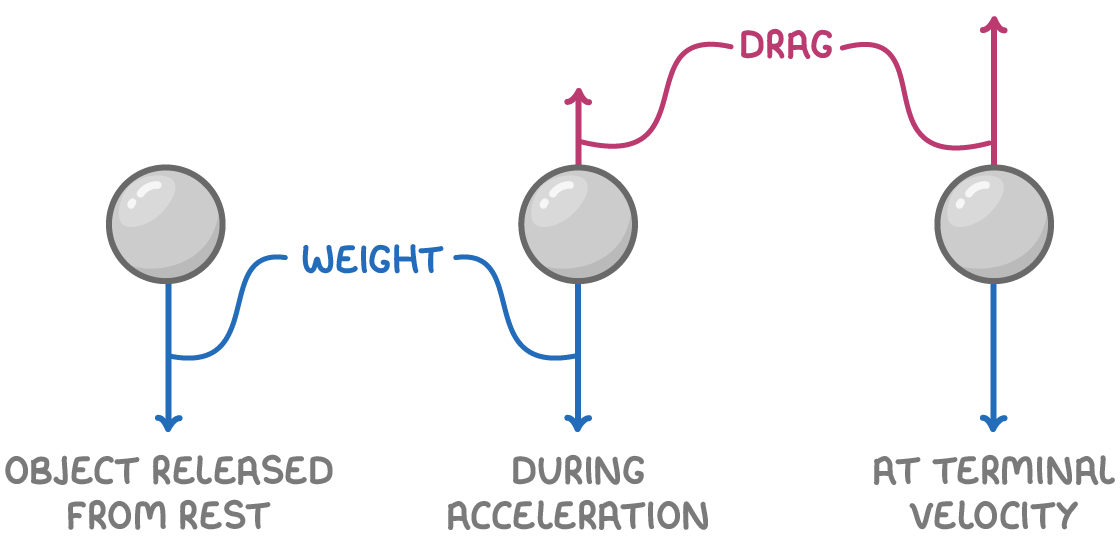 DRAG
WEIGHT
OBJECT RELEASED
FROM REST
DURING
ACCELERATION
AT TERMINAL
VELOCITY